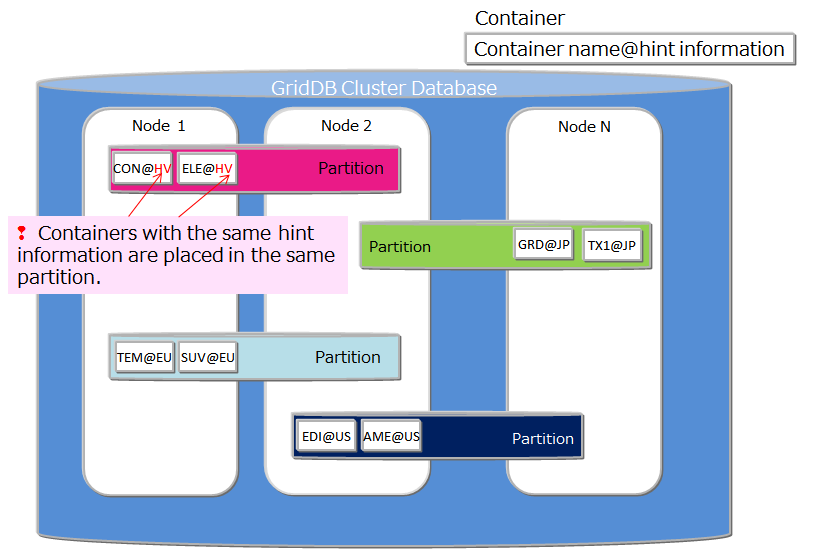 Container
Container name@hint information
GridDB Cluster Database
Node 1
Node 2
Node N
CON@HV
ELE@HV
Partition
! Containers with the same hint
information are placed in the same
partition.
Partition
GRD@JP
TX1@JP
TEM@EU
SUV@EU
Partition
EDI@US
AME@US
Partition